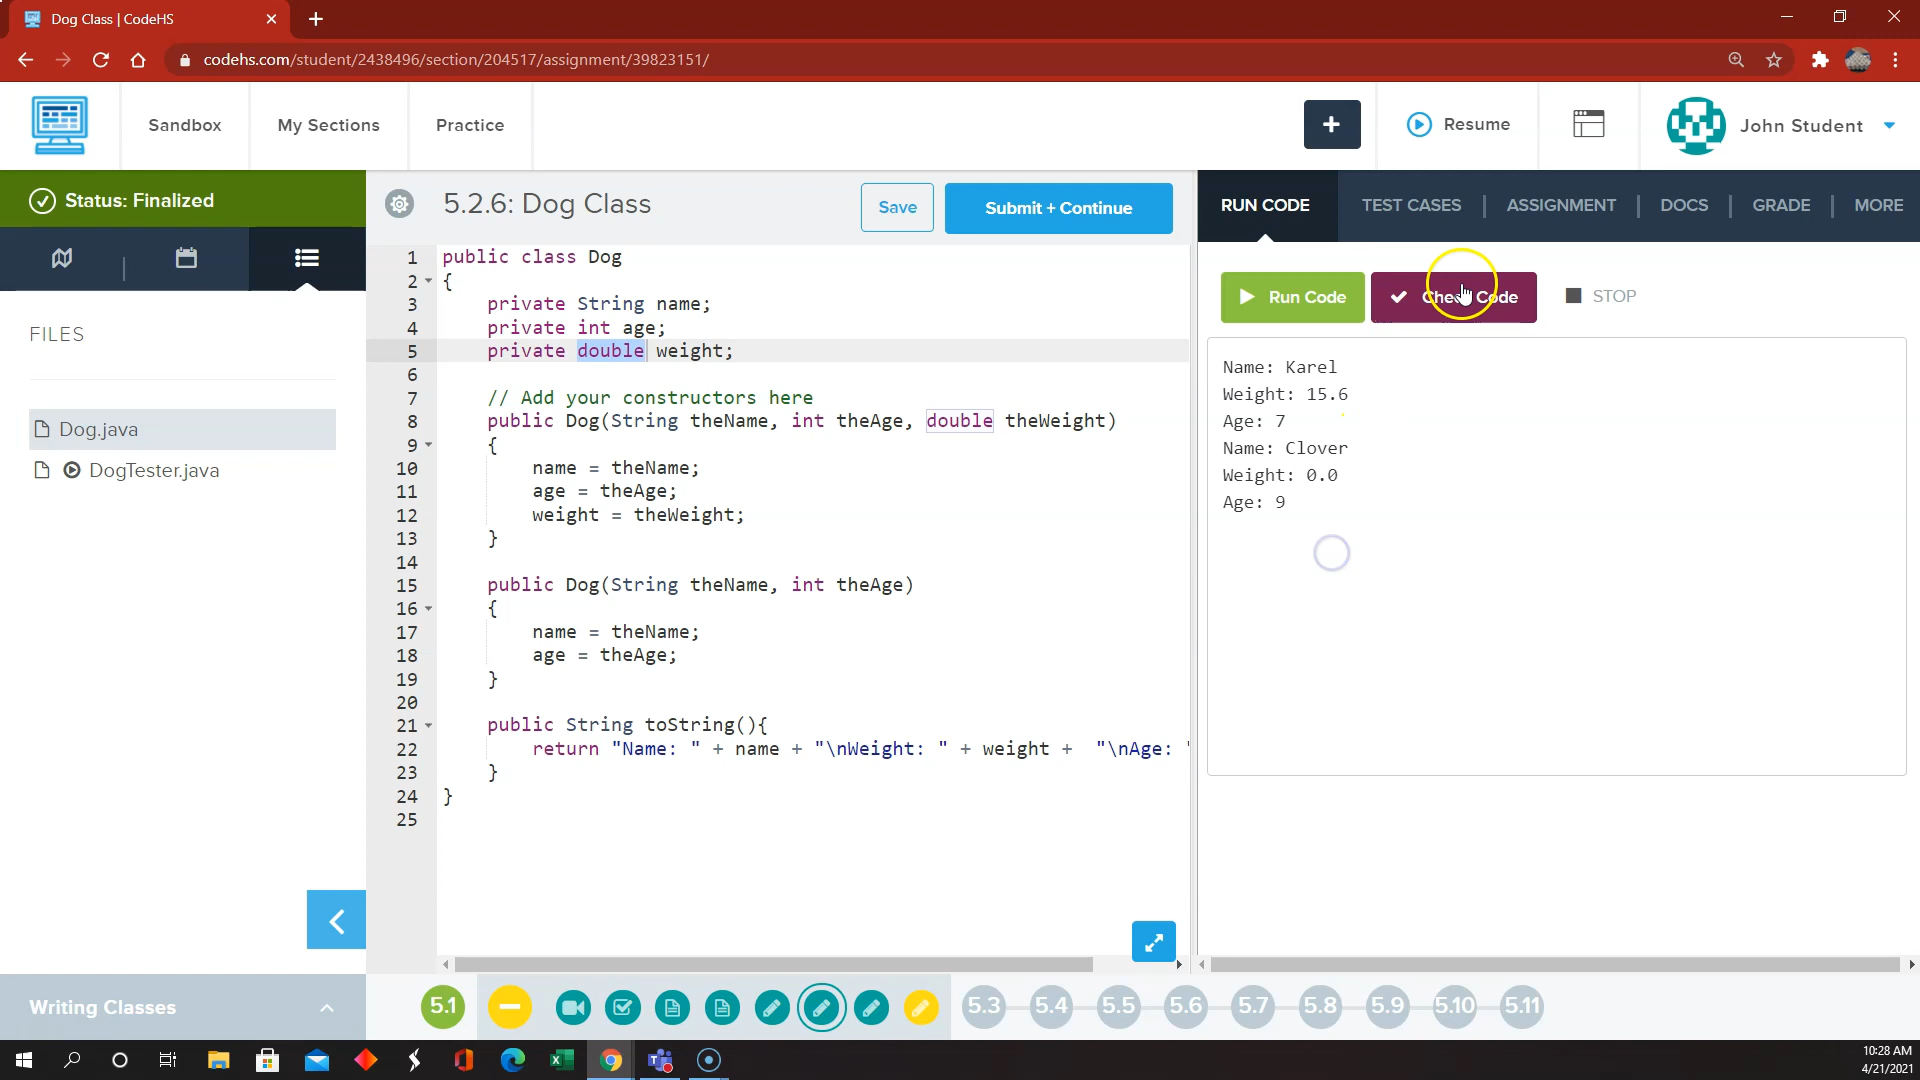 Dog Class | CodeHS
codehs.com/student/2438496/section/204517/assignment/39823151/
Sandbox
My Sections
Practice
+
Resume
John Student
Status: Finalized
5.2.6: Dog Class
Save
Submit + Continue
RUN CODE
TEST CASES
ASSIGNMENT
DOCS
GRADE
MORE
FILES
Dog.java
DogTester.java
1 public class Dog
2 {
3 private String name;
4 private int age;
5 private double weight;
6
7 // Add your constructors here
8 public Dog(String theName, int theAge, double theWeight)
9 {
10 name = theName;
11 age = theAge;
12 weight = theWeight;
13 }
14
15 public Dog(String theName, int theAge)
16 {
17 name = theName;
18 age = theAge;
19 }
20
21 public String toString(){
22 return "Name: " + name + "\nWeight: " + weight + "\nAge: "
23 }
24 }
25
Run Code
Check Code
STOP
Name: Karel
Weight: 15.6
Age: 7
Name: Clover
Weight: 0.0
Age: 9
Writing Classes
5.1
5.3
5.4
5.5
5.6
5.7
5.8
5.9
5.10
5.11
10:28 AM
4/21/2021